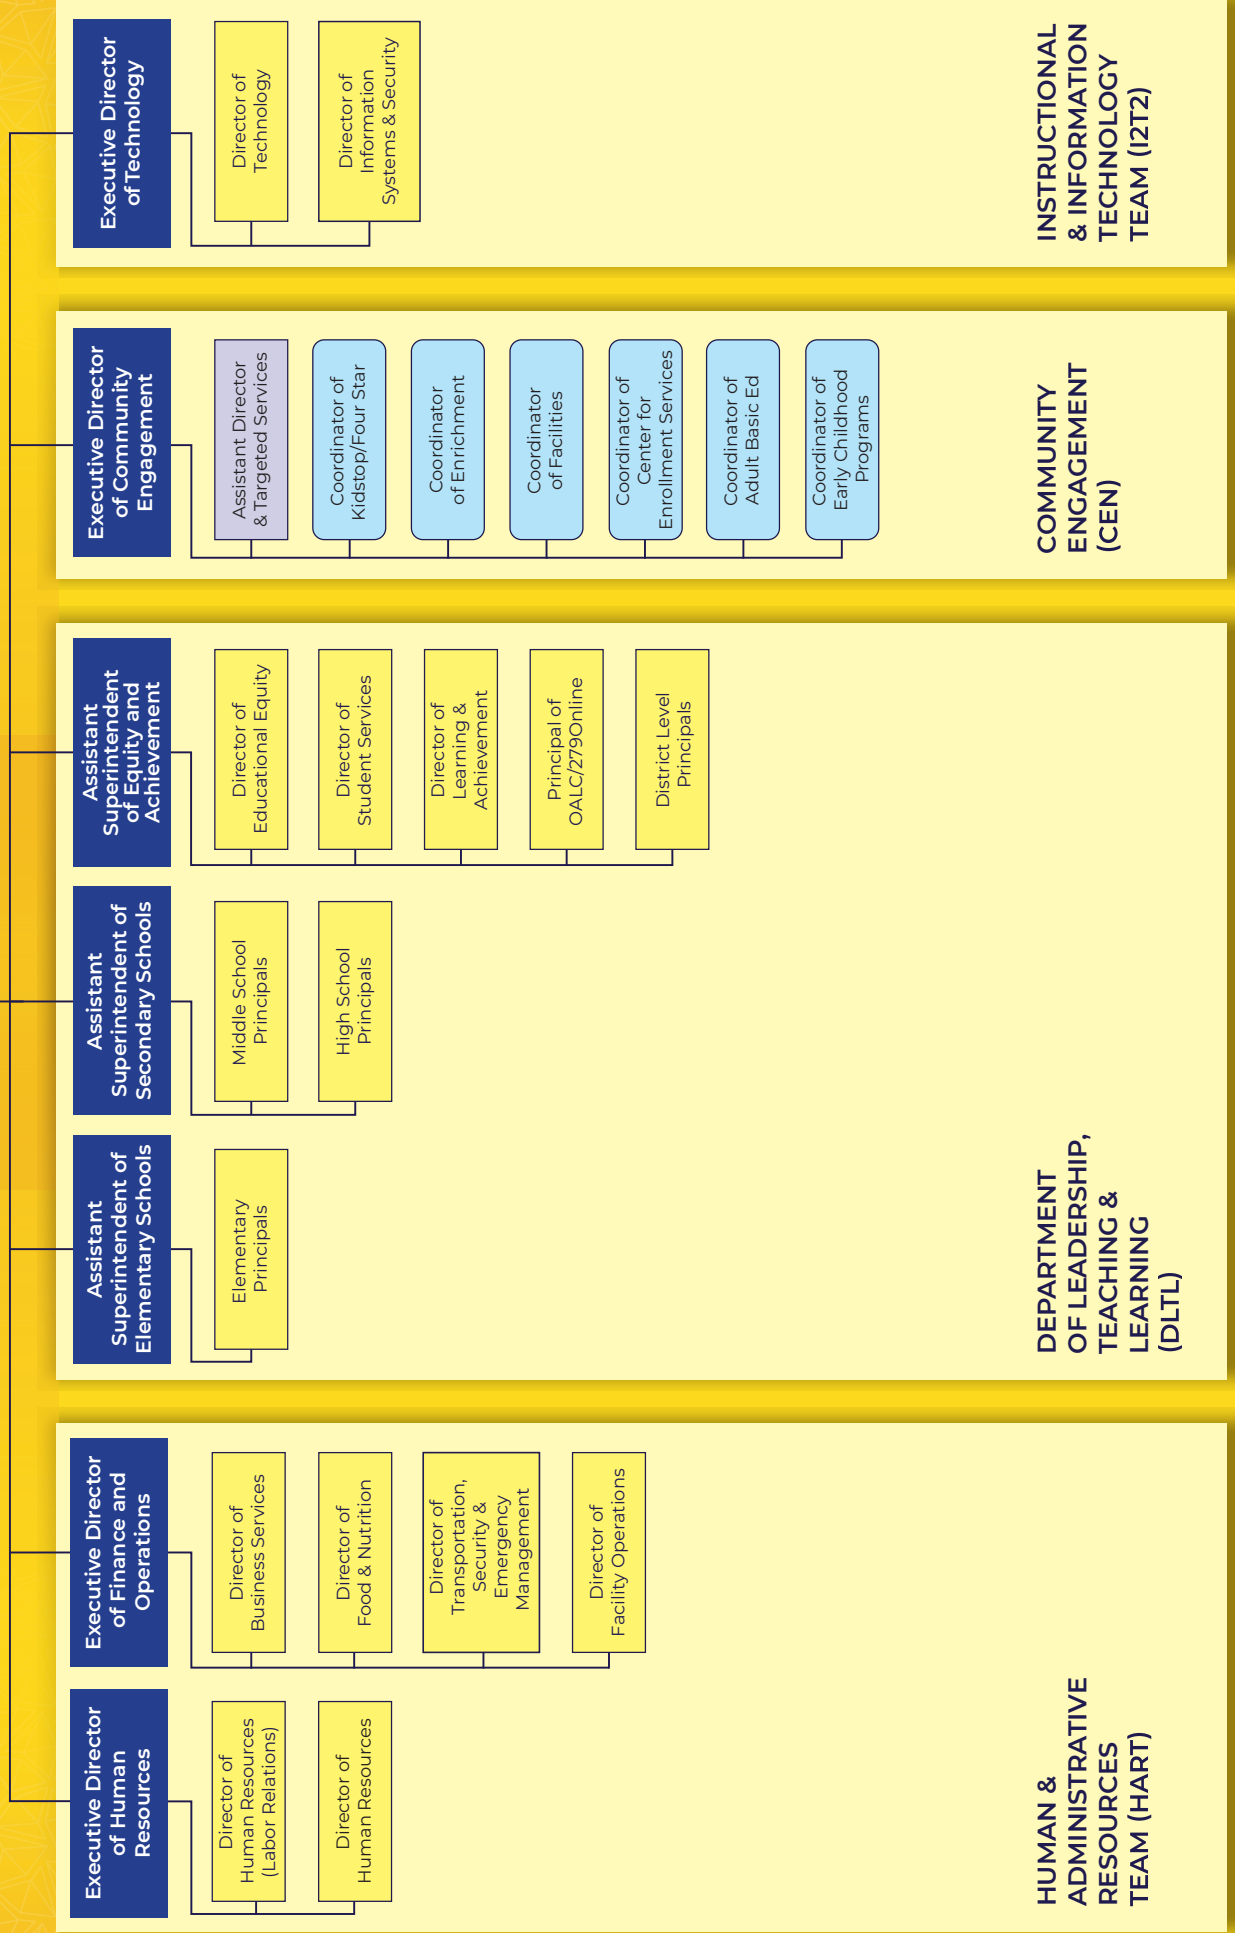 Executive Director
of Human
Resources
Director of
Human Resources
(Labor Relations)
Director of
Human Resources
Executive Director
of Finance and
Operations
Director of
Business Services
Director of
Food & Nutrition
Director of
Transportation,
Security &
Emergency
Management
Director of
Facility Operations
HUMAN &
ADMINISTRATIVE
RESOURCES
TEAM (HART)
Assistant
Superintendent of
Elementary Schools
Elementary
Principals
Assistant
Superintendent of
Secondary Schools
Middle School
Principals
High School
Principals
Assistant
Superintendent
of Equity and
Achievement
Director of
Educational Equity
Director of
Student Services
Director of
Learning &
Achievement
Principal of
OALC/279Online
District Level
Principals
DEPARTMENT
OF LEADERSHIP,
TEACHING &
LEARNING
(DLTL)
Executive Director
of Community
Engagement
Assistant Director
& Targeted Services
Coordinator of
Kidstop/Four Star
Coordinator
of Enrichment
Coordinator
of Facilities
Coordinator of
Center for
Enrollment Services
Coordinator of
Adult Basic Ed
Coordinator of
Early Childhood
Programs
COMMUNITY
ENGAGEMENT
(CEN)
Executive Director
of Technology
Director of
Technology
Director of
Information
Systems & Security
INSTRUCTIONAL
& INFORMATION
TECHNOLOGY
TEAM (I2T2)